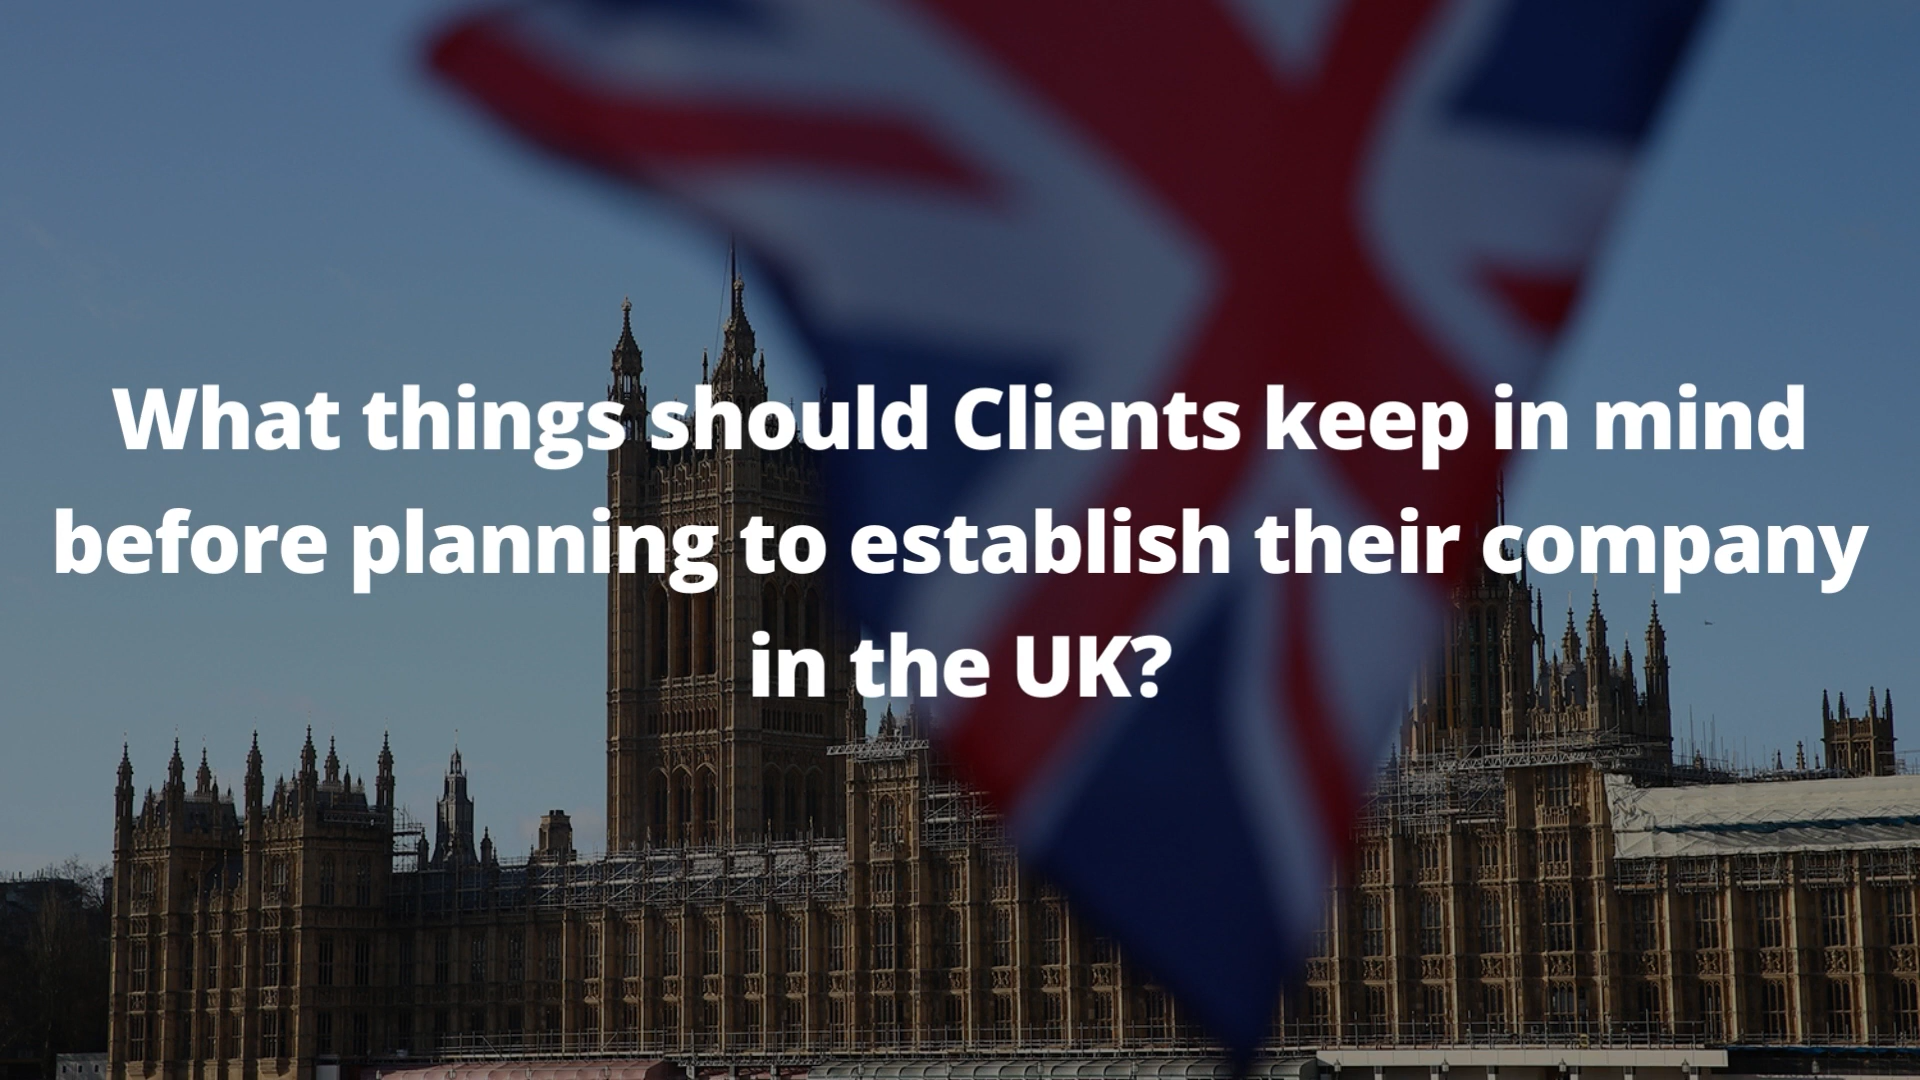 What things should Clients keep in mind
before planning to establish their company
in the UK?